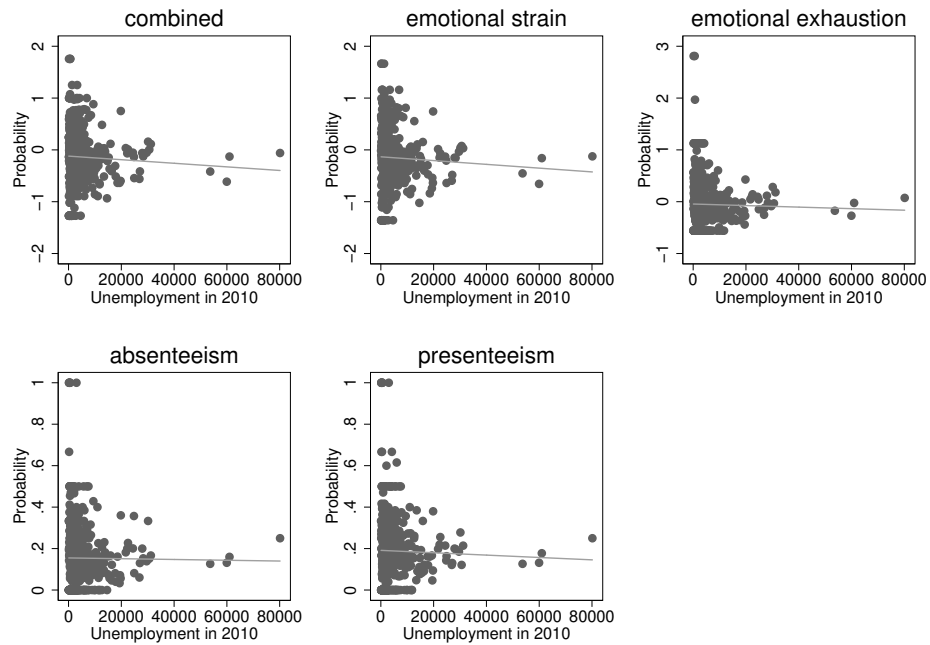 combined
Probability
2
1
0
−1
−2
0 20000 40000 60000 80000
Unemployment in 2010
emotional strain
Probability
2
1
0
−1
−2
0 20000 40000 60000 80000
Unemployment in 2010
emotional exhaustion
Probability
3
2
1
0
−1
0 20000 40000 60000 80000
Unemployment in 2010
absenteeism
Probability
1
.8
.6
.4
.2
0
0 20000 40000 60000 80000
Unemployment in 2010
presenteeism
Probability
1
.8
.6
.4
.2
0
0 20000 40000 60000 80000
Unemployment in 2010